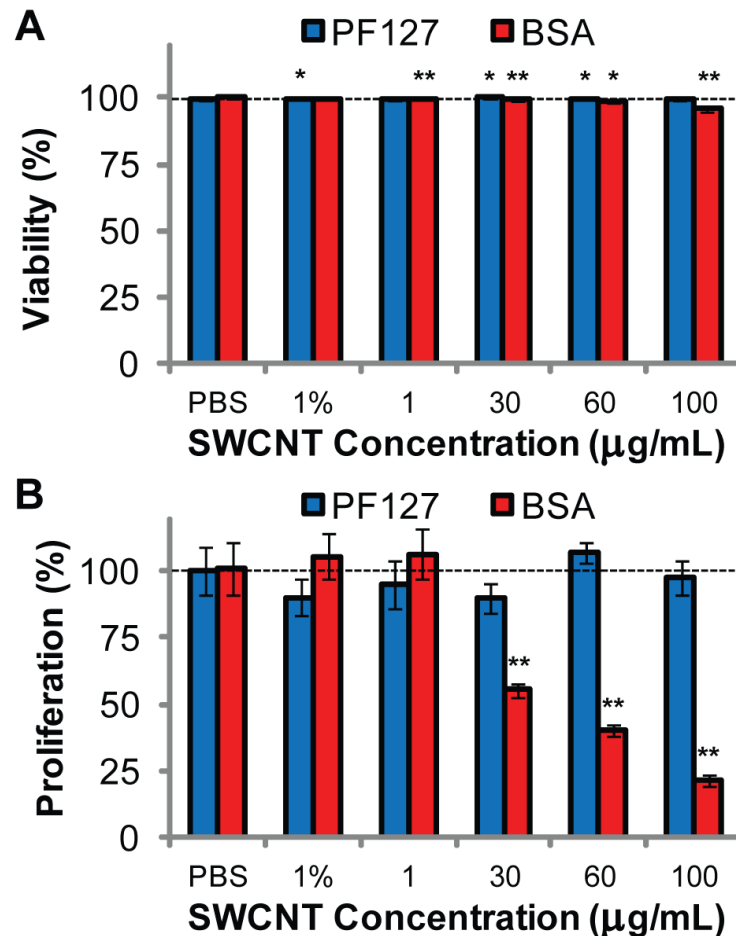 A
PF127 BSA
Viability (%)
* ** * ** * * **
100
75
50
25
0
PBS 1% 1 30 60 100
SWCNT Concentration (µg/mL)
B
PF127 BSA
Proliferation (%)
100
75
50
25
0
**
**
**
PBS 1% 1 30 60 100
SWCNT Concentration (µg/mL)